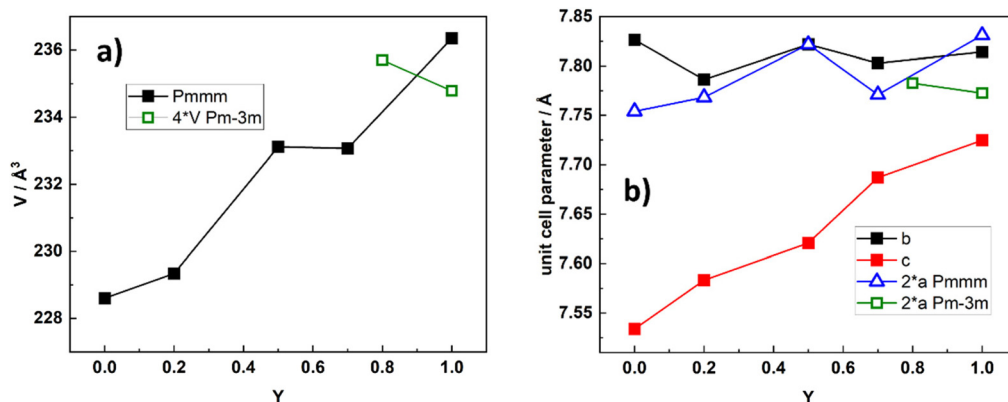 a)
Pmmm
4*V Pm-3m
V / Å³
236
234
232
230
228
0.0 0.2 0.4 0.6 0.8 1.0
Y
b)
b
c
2*a Pmmm
2*a Pm-3m
unit cell parameter / Å
7.85
7.80
7.75
7.70
7.65
7.60
7.55
0.0 0.2 0.4 0.6 0.8 1.0
Y